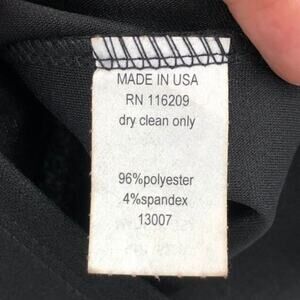 MADE IN USA
RN 116209
dry clean only
96%polyester
4%spandex
13007